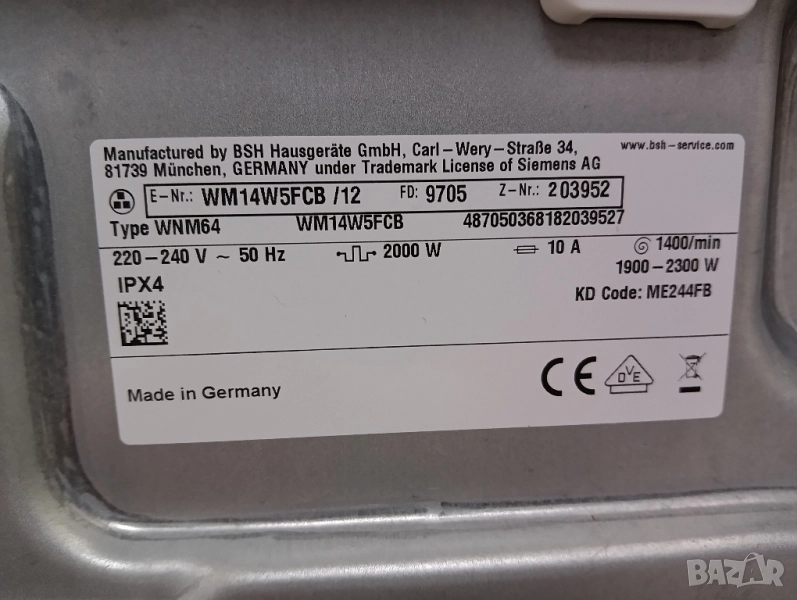 Manufactured by BSH Hausgeräte GmbH, Carl-Wery-Straße 34, www.bsh-service.com
81739 München, GERMANY under Trademark License of Siemens AG
E-Nr.: WM14W5FCB /12 FD: 9705 Z-Nr.: 203952
Type WNM64 WM14W5FCB 487050368182039527
220-240 V ~ 50 Hz 2000 W 10 A 1400/min
1900-2300 W
IPX4 KD Code: ME244FB
Made in Germany CE DVE
BAZAR